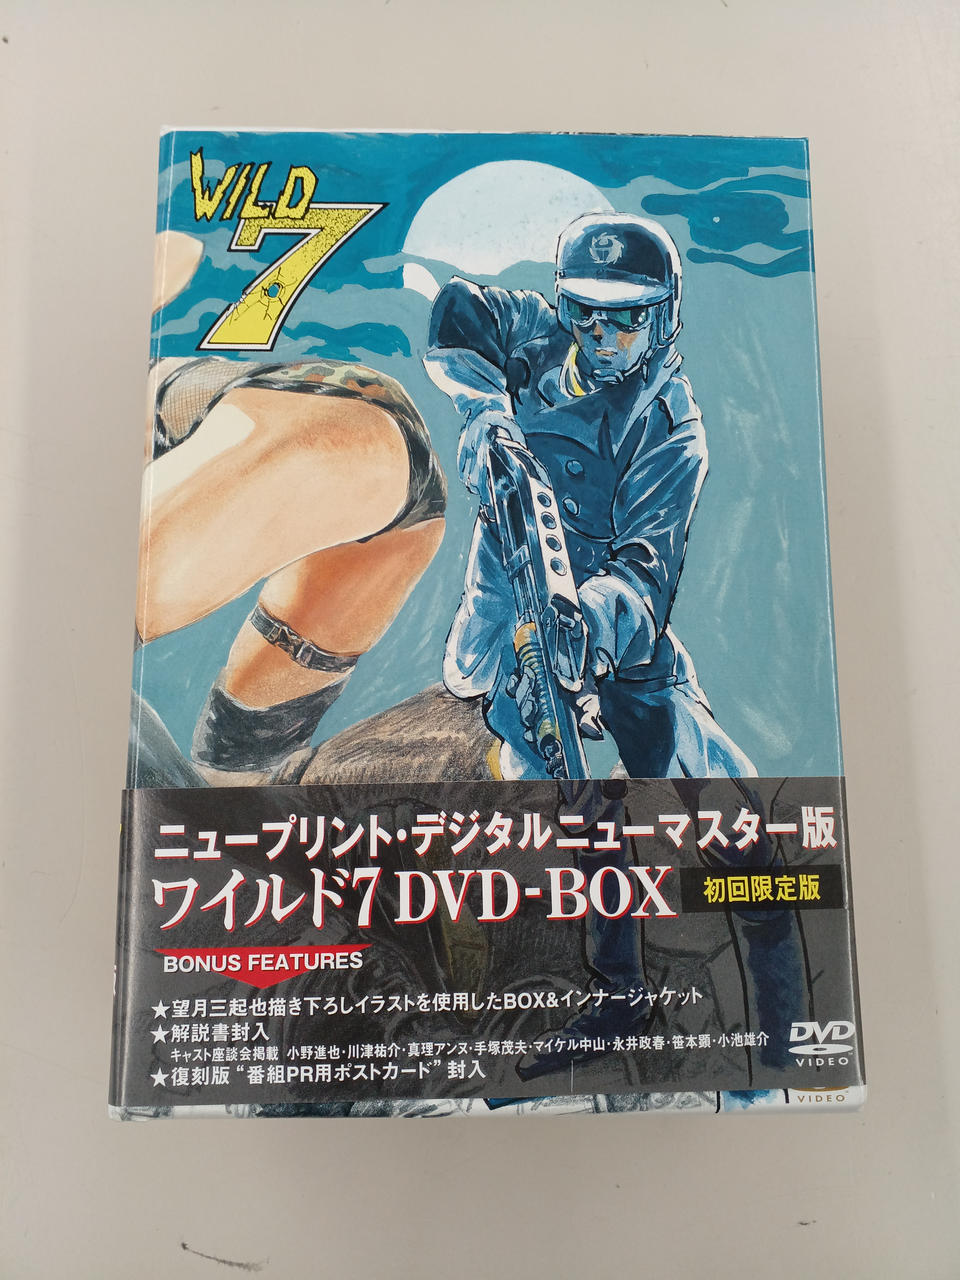 WILD
7
ニュープリント・デジタルニューマスター版
ワイルド7 DVD-BOX
初回限定版
BONUS FEATURES
★望月三起也描き下ろしイラストを使用したBOX&インナージャケット
★解説書封入
キャスト座談会掲載 小野進也・川津祐介・真理アンヌ・手塚茂夫・マイケル中山・永井政春・笹本顕・小池雄介
★復刻版“番組PR用ポストカード”封入
DVD
VIDEO
VIDEO